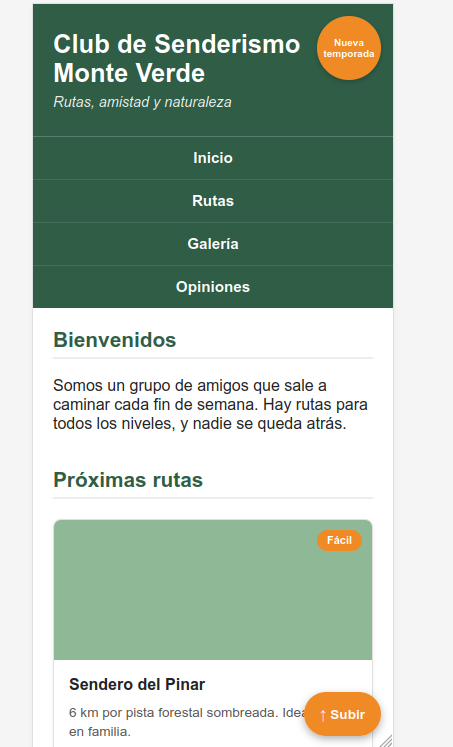 Club de Senderismo
Monte Verde
Rutas, amistad y naturaleza
Nueva
temporada
Inicio
Rutas
Galería
Opiniones
Bienvenidos
Somos un grupo de amigos que sale a
caminar cada fin de semana. Hay rutas para
todos los niveles, y nadie se queda atrás.
Próximas rutas
Fácil
Sendero del Pinar
6 km por pista forestal sombreada.
en familia.
↑ Subir